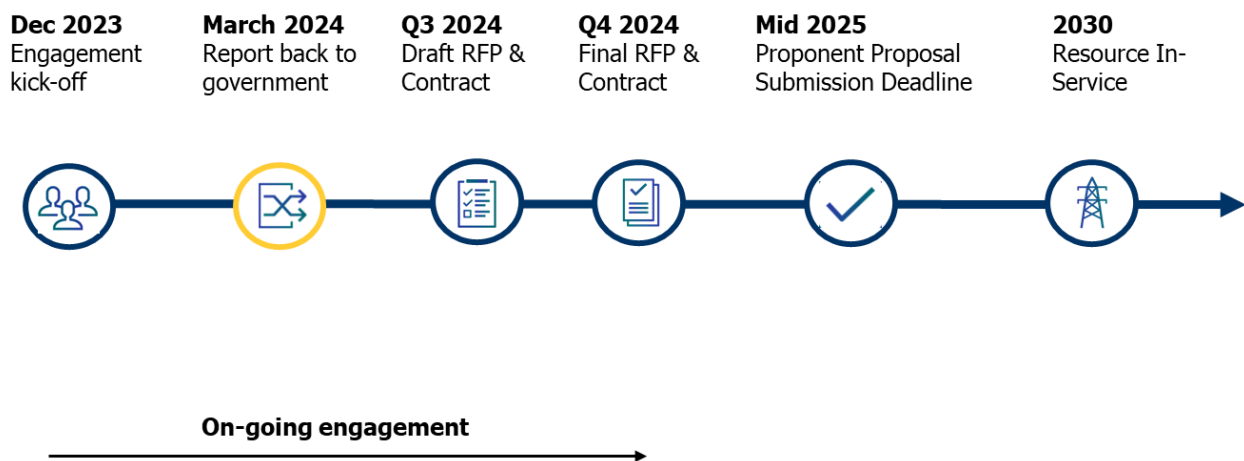 Dec 2023
Engagement
kick-off
March 2024
Report back to
government
Q3 2024
Draft RFP &
Contract
Q4 2024
Final RFP &
Contract
Mid 2025
Proponent Proposal
Submission Deadline
2030
Resource In-
Service
On-going engagement